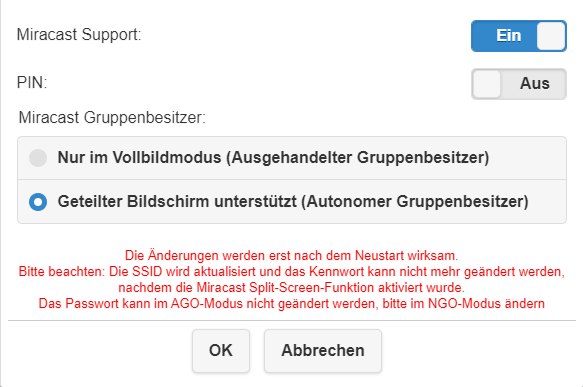 Miracast Support:
Ein
PIN:
Aus
Miracast Gruppenbesitzer:
Nur im Vollbildmodus (Ausgehandelter Gruppenbesitzer)
Geteilter Bildschirm unterstützt (Autonomer Gruppenbesitzer)
Die Änderungen werden erst nach dem Neustart wirksam.
Bitte beachten: Die SSID wird aktualisiert und das Kennwort kann nicht mehr geändert werden,
nachdem die Miracast Split-Screen-Funktion aktiviert wurde.
Das Passwort kann im AGO-Modus nicht geändert werden, bitte im NGO-Modus ändern
OK
Abbrechen